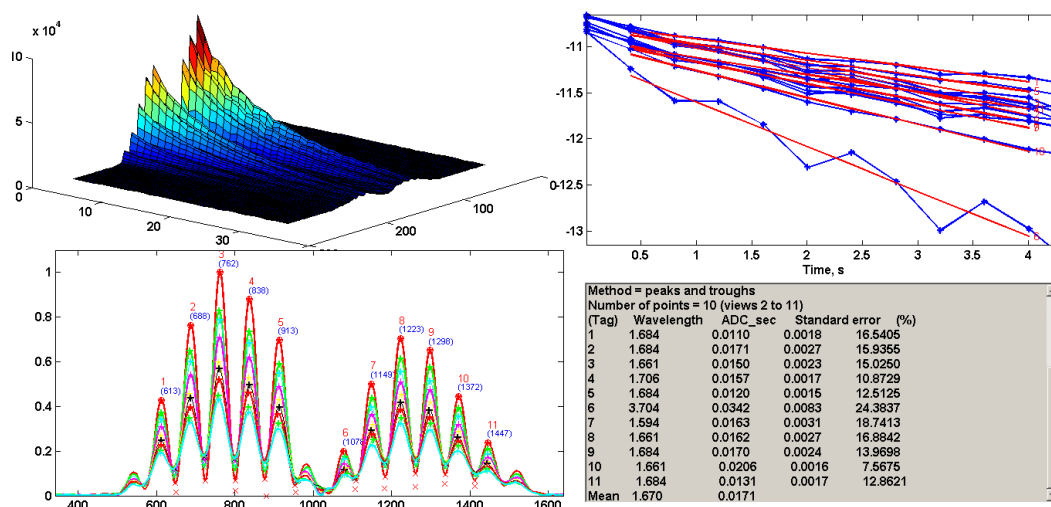 x 10^4
10
5
0
0
10
20
30
0
100
200
-11
-11.5
-12
-12.5
-13
0.5 1 1.5 2 2.5 3 3.5 4
Time, s
5
10
6
1
0.8
0.6
0.4
0.2
0
400 600 800 1000 1200 1400 1600
1
(613)
2
(688)
3
(762)
4
(838)
5
(913)
6
(1078
7
(1149)
8
(1223)
9
(1298)
10
(1372)
11
(1447)
Method = peaks and troughs
Number of points = 10 (views 2 to 11)
(Tag) Wavelength ADC_sec Standard error (%)
1 1.684 0.0110 0.0018 16.5405
2 1.684 0.0171 0.0027 15.9355
3 1.661 0.0150 0.0023 15.0250
4 1.706 0.0157 0.0017 10.8729
5 1.684 0.0120 0.0015 12.5125
6 3.704 0.0342 0.0083 24.3837
7 1.594 0.0163 0.0031 18.7413
8 1.661 0.0162 0.0027 16.8842
9 1.684 0.0170 0.0024 13.9698
10 1.661 0.0206 0.0016 7.5675
11 1.684 0.0131 0.0017 12.8621
Mean 1.670 0.0171